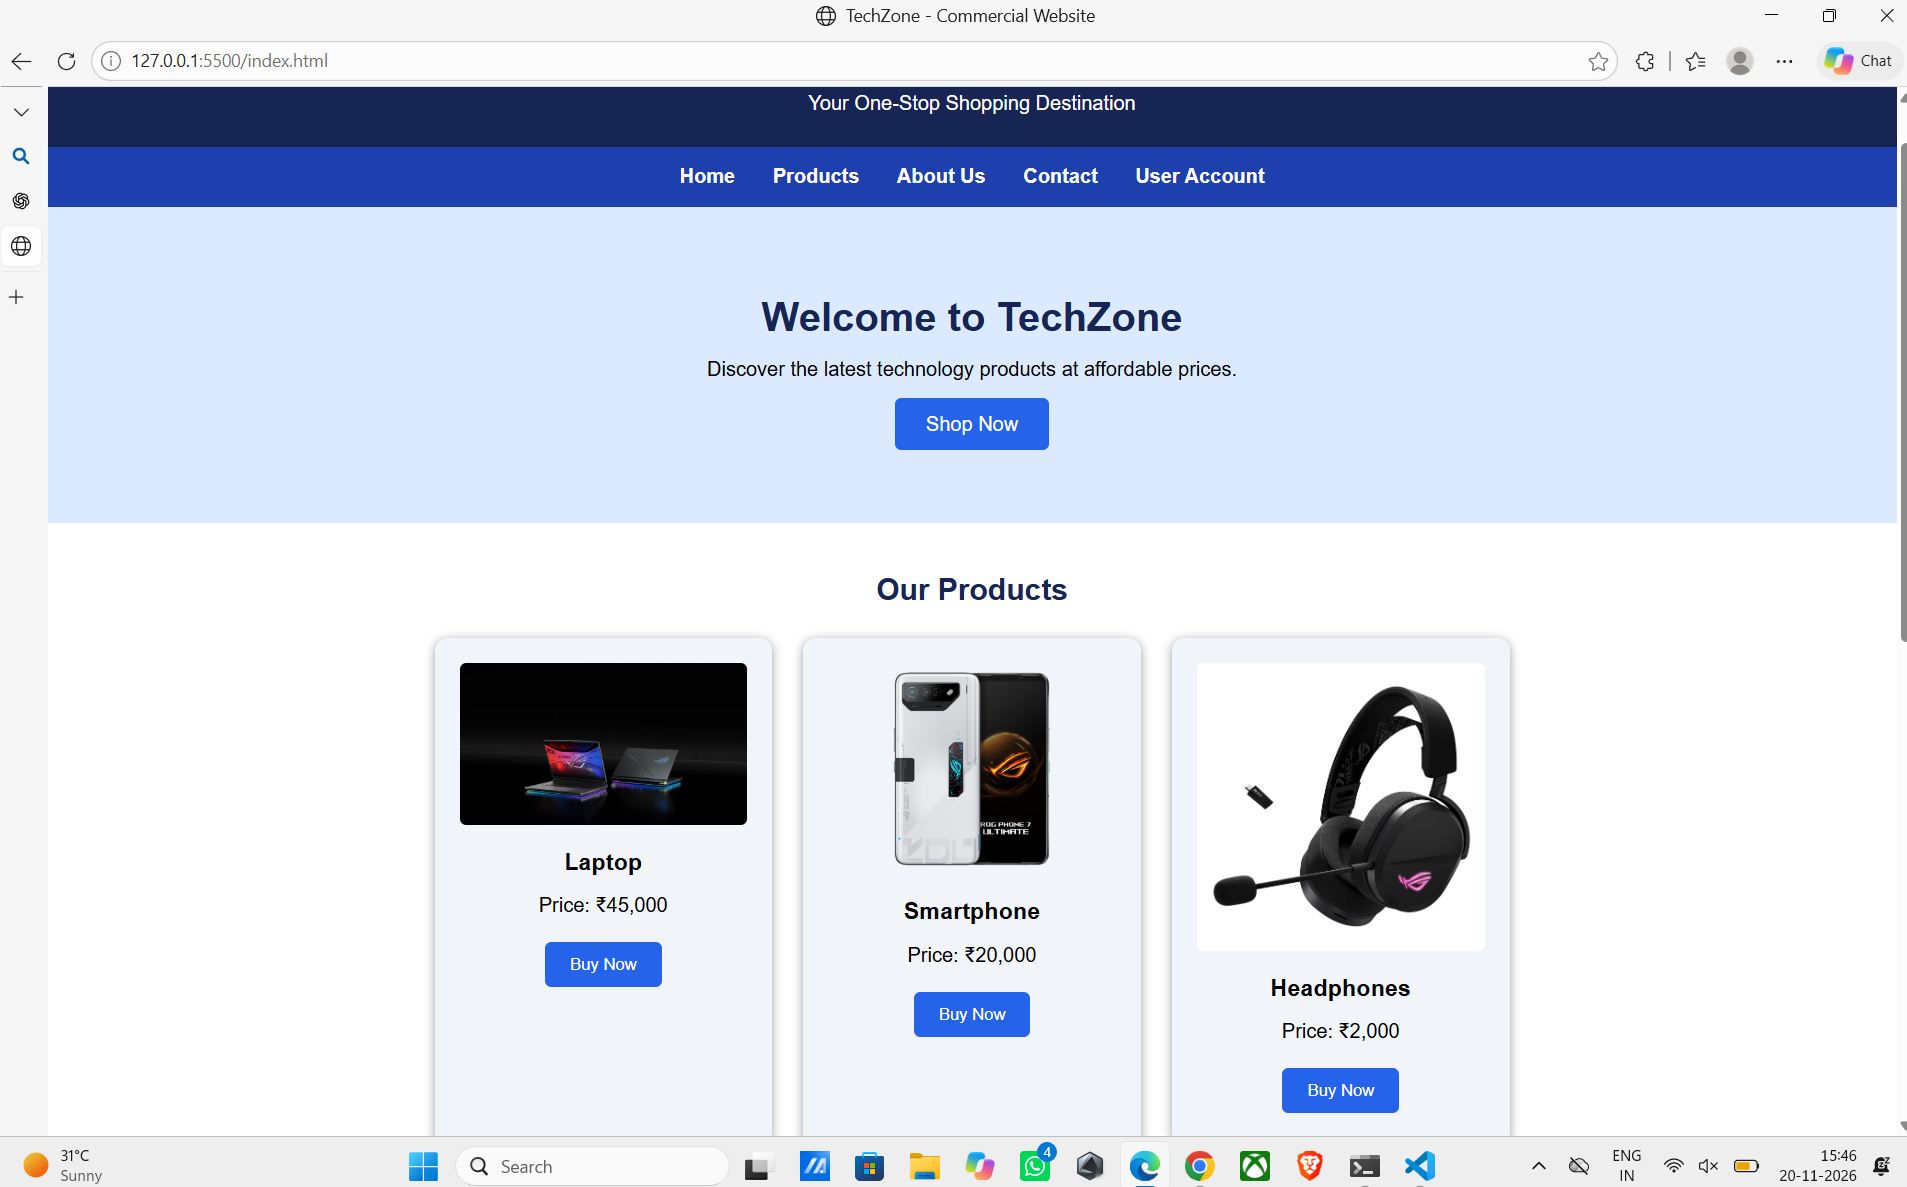 TechZone - Commercial Website
127.0.0.1:5500/index.html
Chat
Your One-Stop Shopping Destination
Home Products About Us Contact User Account
Welcome to TechZone
Discover the latest technology products at affordable prices.
Shop Now
Our Products
ROG PHONE 7
ULTIMATE
Laptop
Price: ₹45,000
Buy Now
Smartphone
Price: ₹20,000
Buy Now
Headphones
Price: ₹2,000
Buy Now
31°C
Sunny
Search
4
ENG
IN
15:46
20-11-2026